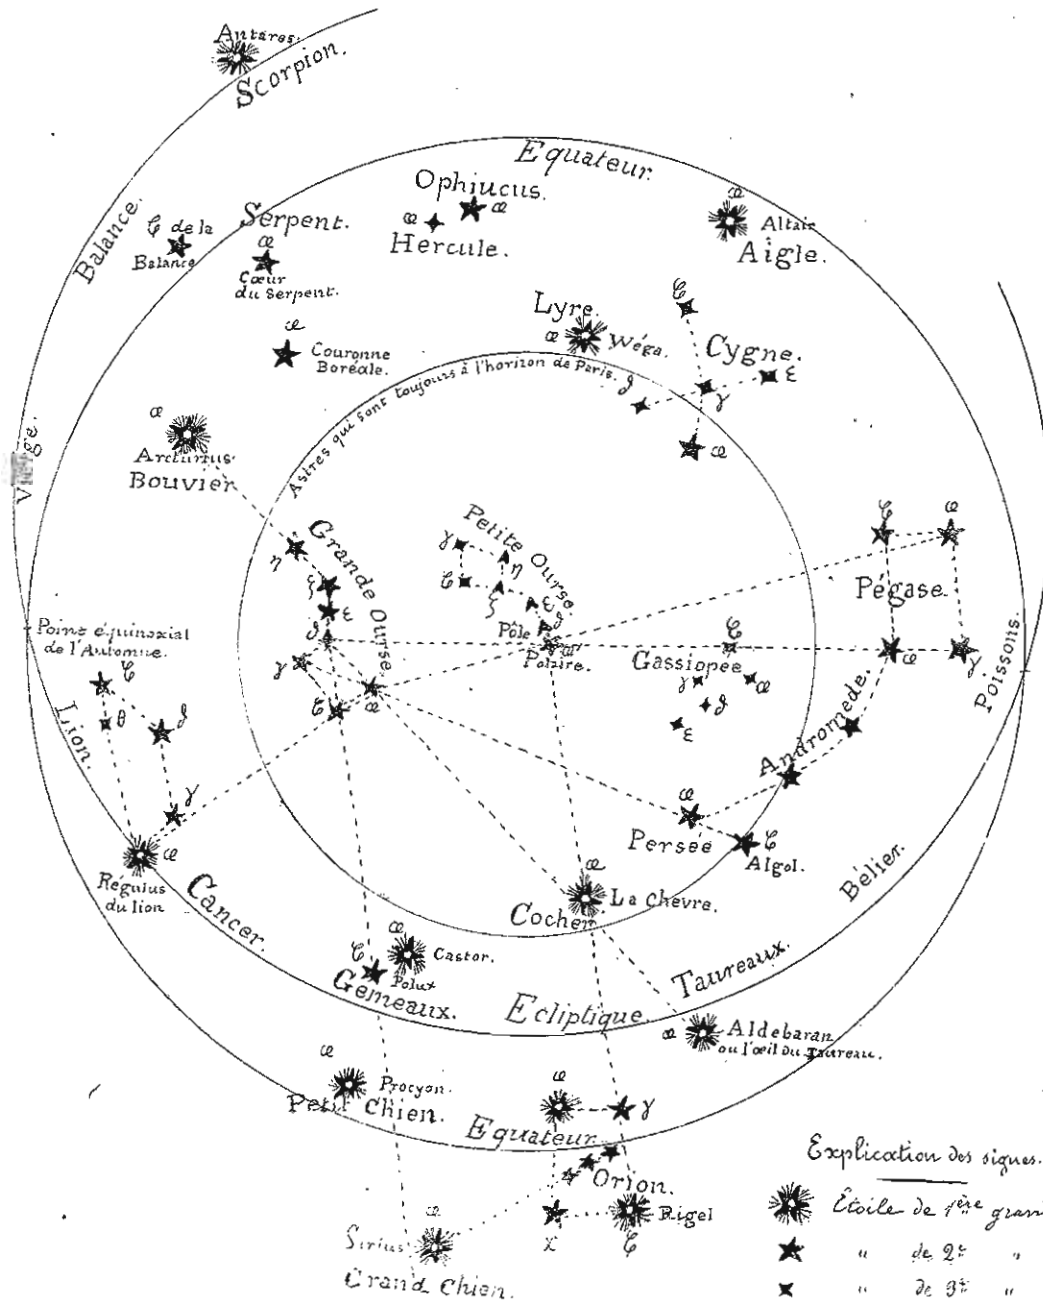 Antarès.
Scorpion.
Equateur.
Ophiucus.
œ
œ
Hercule.
œ
Altair
Aigle.
Balance.
de la
Balance
Serpent.
œ
Cœur
du Serpent.
Lyre.
œ
Wéga.
Cygne.
ε
γ
δ
œ
œ
Couronne
Boréale.
Astres qui sont toujours à l'horizon de Paris.
œ
Arcturus.
Bouvier
Grande Ourse
η
ξ
ε
δ
γ
œ
Petite Ourse.
γ
η
ξ
ε
δ
Pôle
œ
Polaire.
œ
Pégase.
œ
γ
Poissons.
Gassiopée
γ
œ
δ
ε
Point équinoxial
de l'Automne.
θ
δ
γ
Lion.
œ
Régulus
du lion
Andromède.
œ
Persée
Algol.
Bélier.
œ
La Chèvre.
Cocher
Cancer.
œ
Castor.
Polux
Gemeaux.
Ecliptique.
Taureaux.
œ
Aldebaran
ou l'œil du Taureau.
œ
Procyon.
Petit Chien.
œ
γ
Equateur
Orion.
Rigel
œ
Sirius
Grand Chien.
Explication des signes.
Étoile de 1ère gran
" de 2e "
" de 3e "